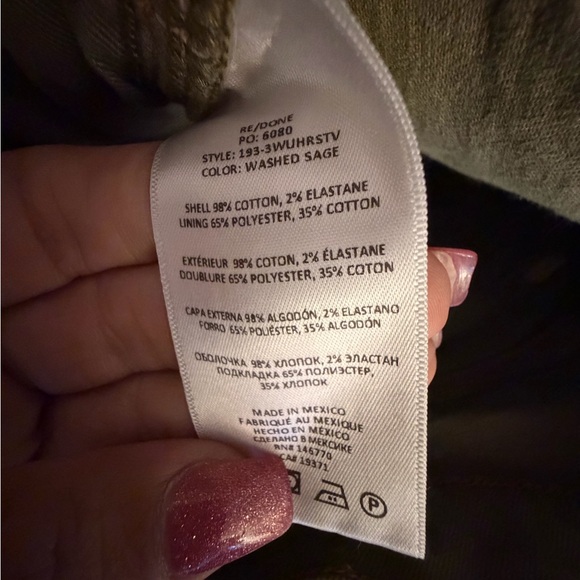 RE/DONE
PO: 6080
STYLE: 193-3WUHRSTV
COLOR: WASHED SAGE
SHELL 98% COTTON, 2% ELASTANE
LINING 65% POLYESTER, 35% COTTON
EXTÉRIEUR 98% COTON, 2% ÉLASTANE
DOUBLURE 65% POLYESTER, 35% COTON
CAPA EXTERNA 98% ALGODÓN, 2% ELASTANO
FORRO 65% POLIÉSTER, 35% ALGODÓN
ОБОЛОЧКА 98% ХЛОПОК, 2% ЭЛАСТАН
ПОДКЛАДКА 65% ПОЛИЭСТЕР,
35% ХЛОПОК
MADE IN MEXICO
FABRIQUÉ AU MEXIQUE
HECHO EN MÉXICO
СДЕЛАНО В МЕКСИКЕ
RN# 146770
CA# 19371
P